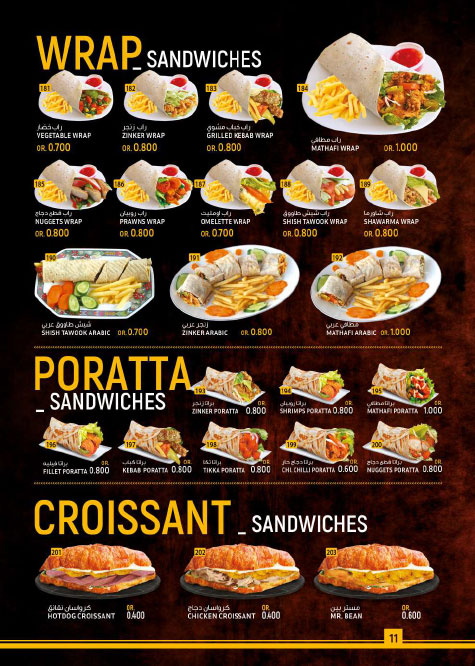 WRAP_ SANDWICHES
181
182
183
184
راب خضار
VEGETABLE WRAP
OR. 0.700
راب زنجر
ZINKER WRAP
OR. 0.800
راب كباب مشوي
GRILLED KEBAB WRAP
OR. 0.800
راب مطافي
MATHAFI WRAP
OR. 1.000
185
186
187
188
189
راب قطع دجاج
NUGGETS WRAP
OR. 0.800
راب روبيان
PRAWNS WRAP
OR. 0.800
راب اومليت
OMELETTE WRAP
OR. 0.700
راب شيش طاووق
SHISH TAWOOK WRAP
OR. 0.800
راب شاورما
SHAWARMA WRAP
OR. 0.800
190
191
192
شيش طاووق عربي
SHISH TAWOOK ARABIC OR. 0.700
زنجر عربي
ZINKER ARABIC OR. 0.800
مطافي عربي
MATHAFI ARABIC OR. 1.000
PORATTA
_ SANDWICHES
193
براتا زنجر
ZINKER PORATTA OR. 0.800
194
براتا روبيان
SHRIMPS PORATTA OR. 0.800
195
براتا مطافي
MATHAFI PORATTA OR. 1.000
196
براتا فيليه
FILLET PORATTA OR. 0.800
197
براتا كباب
KEBAB PORATTA OR. 0.800
198
براتا تكا
TIKKA PORATTA OR. 0.800
199
براتا دجاج حار
CHI. CHILLI PORATTA OR. 0.600
200
براتا قطع دجاج
NUGGETS PORATTA OR. 0.800
CROISSANT _ SANDWICHES
201
202
203
كرواسان نقانق
HOTDOG CROISSANT OR. 0.400
كرواسان دجاج
CHICKEN CROISSANT OR. 0.400
مستر بين
MR. BEAN OR. 0.600
11